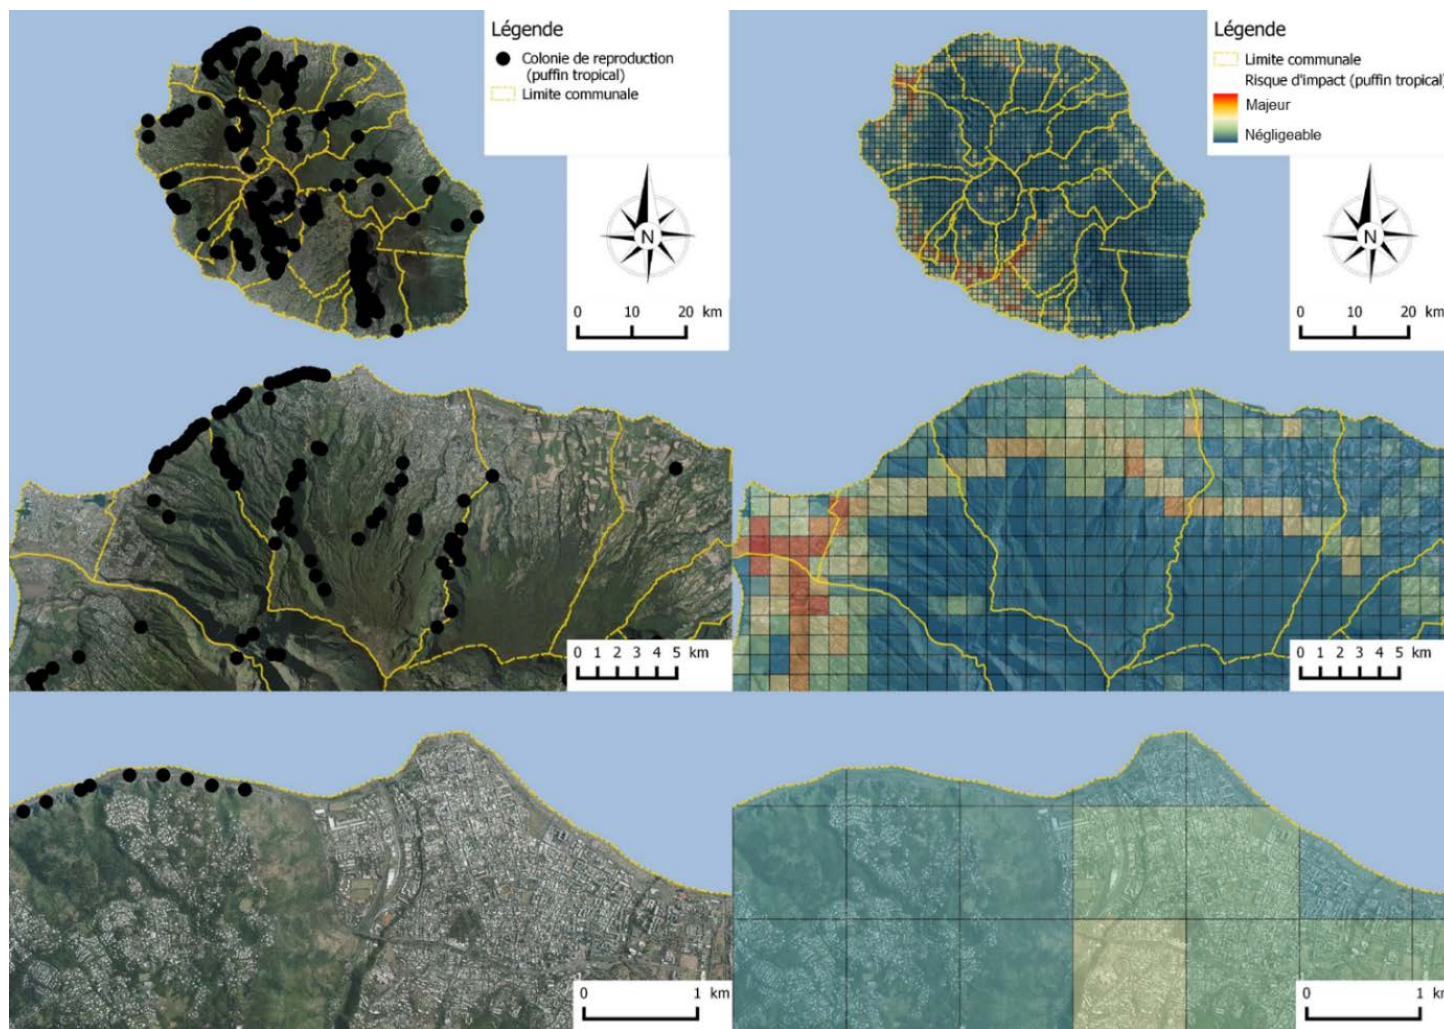 Légende
Colonie de reproduction
(puffin tropical)
Limite communale
N
0 10 20 km
Légende
Limite communale
Risque d'impact (puffin tropical)
Majeur
Négligeable
N
0 10 20 km
0 1 2 3 4 5 km
0 1 2 3 4 5 km
0 1 km
0 1 km